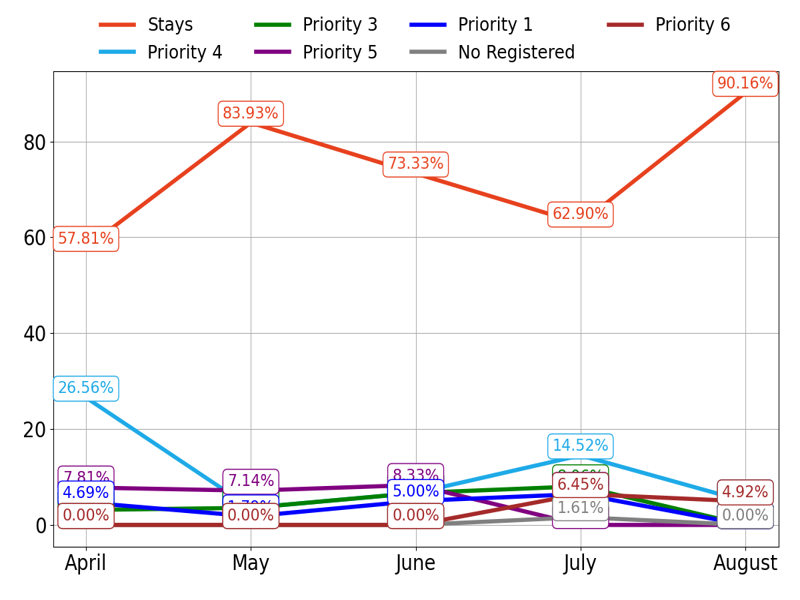 Stays Priority 3 Priority 1 Priority 6
Priority 4 Priority 5 No Registered
90.16%
83.93%
80
73.33%
62.90%
60 57.81%
40
26.56%
20
14.52%
7.81% 7.14% 8.33%
4.69% 5.00% 6.45% 4.92%
1.61%
0 0.00% 0.00% 0.00% 0.00%
April May June July August